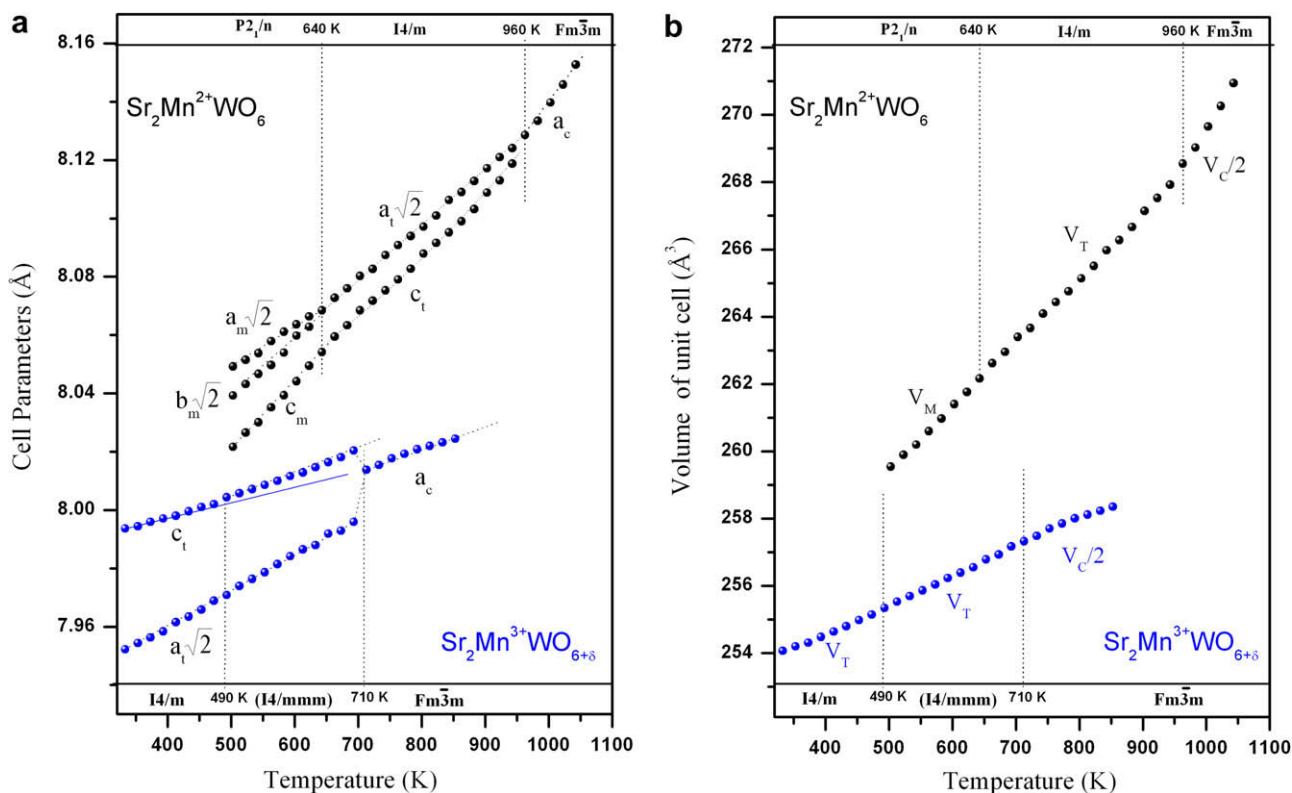 a
P2₁/n 640 K I4/m 960 K Fm3̄m
8.16
8.12
8.08
8.04
8.00
7.96
Cell Parameters (Å)
Sr₂Mn²⁺WO₆
a_c
a_t√2
c_t
a_m√2
b_m√2
c_m
a_c
c_t
a_t√2
Sr₂Mn³⁺WO₆₊δ
I4/m 490 K (I4/mmm) 710 K Fm3̄m
400 500 600 700 800 900 1000 1100
Temperature (K)
b
P2₁/n 640 K I4/m 960 K Fm3̄m
272
270
268
266
264
262
260
258
256
254
Volume of unit cell (Å³)
Sr₂Mn²⁺WO₆
V_C/2
V_T
V_M
V_C/2
V_T
V_T
Sr₂Mn³⁺WO₆₊δ
I4/m 490 K (I4/mmm) 710 K Fm3̄m
400 500 600 700 800 900 1000 1100
Temperature (K)